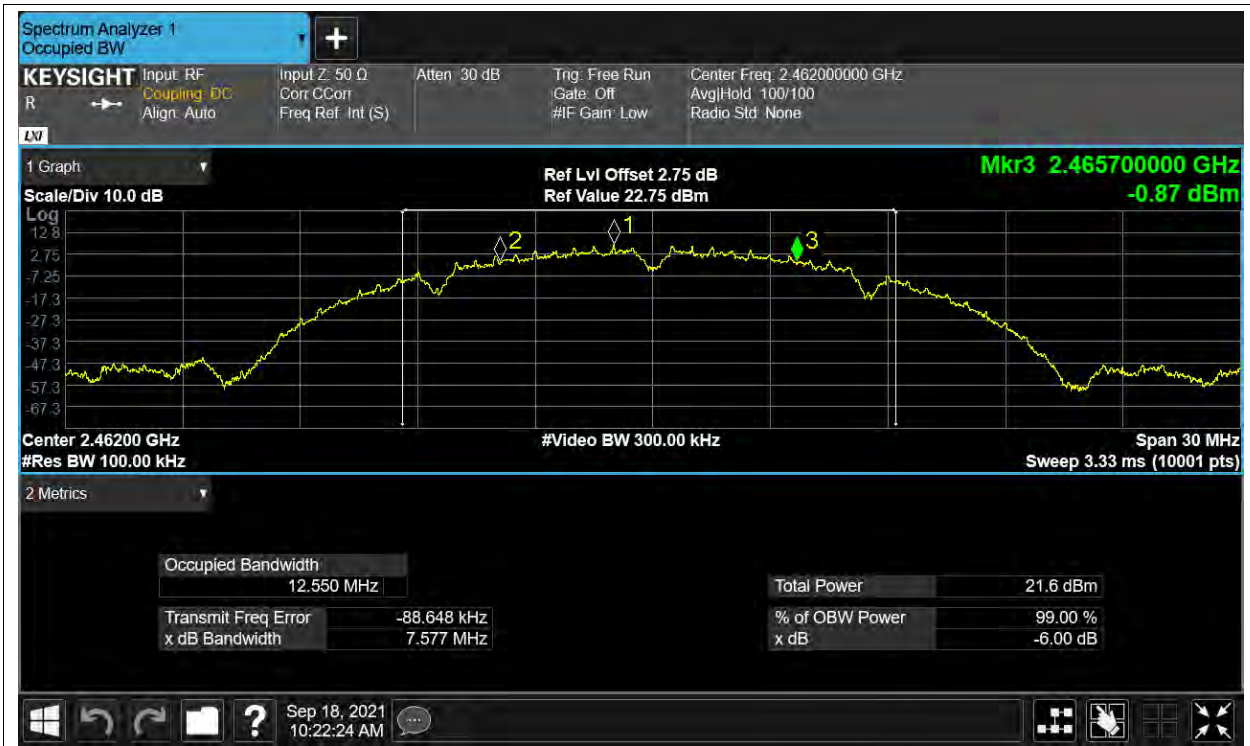 Spectrum Analyzer 1
Occupied BW
KEYSIGHT
R
LXI
Input: RF
Coupling: DC
Align: Auto
Input Z: 50 Ω
Corr CCorr
Freq Ref: Int (S)
Atten: 30 dB
Trig: Free Run
Gate: Off
#IF Gain: Low
Center Freq: 2.462000000 GHz
Avg|Hold: 100/100
Radio Std: None
1 Graph
Scale/Div 10.0 dB
Ref Lvl Offset 2.75 dB
Ref Value 22.75 dBm
Mkr3 2.465700000 GHz
-0.87 dBm
Log
12.8
2.75
-7.25
-17.3
-27.3
-37.3
-47.3
-57.3
-67.3
2
1
3
Center 2.46200 GHz
#Res BW 100.00 kHz
#Video BW 300.00 kHz
Span 30 MHz
Sweep 3.33 ms (10001 pts)
2 Metrics
Occupied Bandwidth
12.550 MHz
Transmit Freq Error -88.648 kHz
x dB Bandwidth 7.577 MHz
Total Power 21.6 dBm
% of OBW Power 99.00 %
x dB -6.00 dB
?
Sep 18, 2021
10:22:24 AM